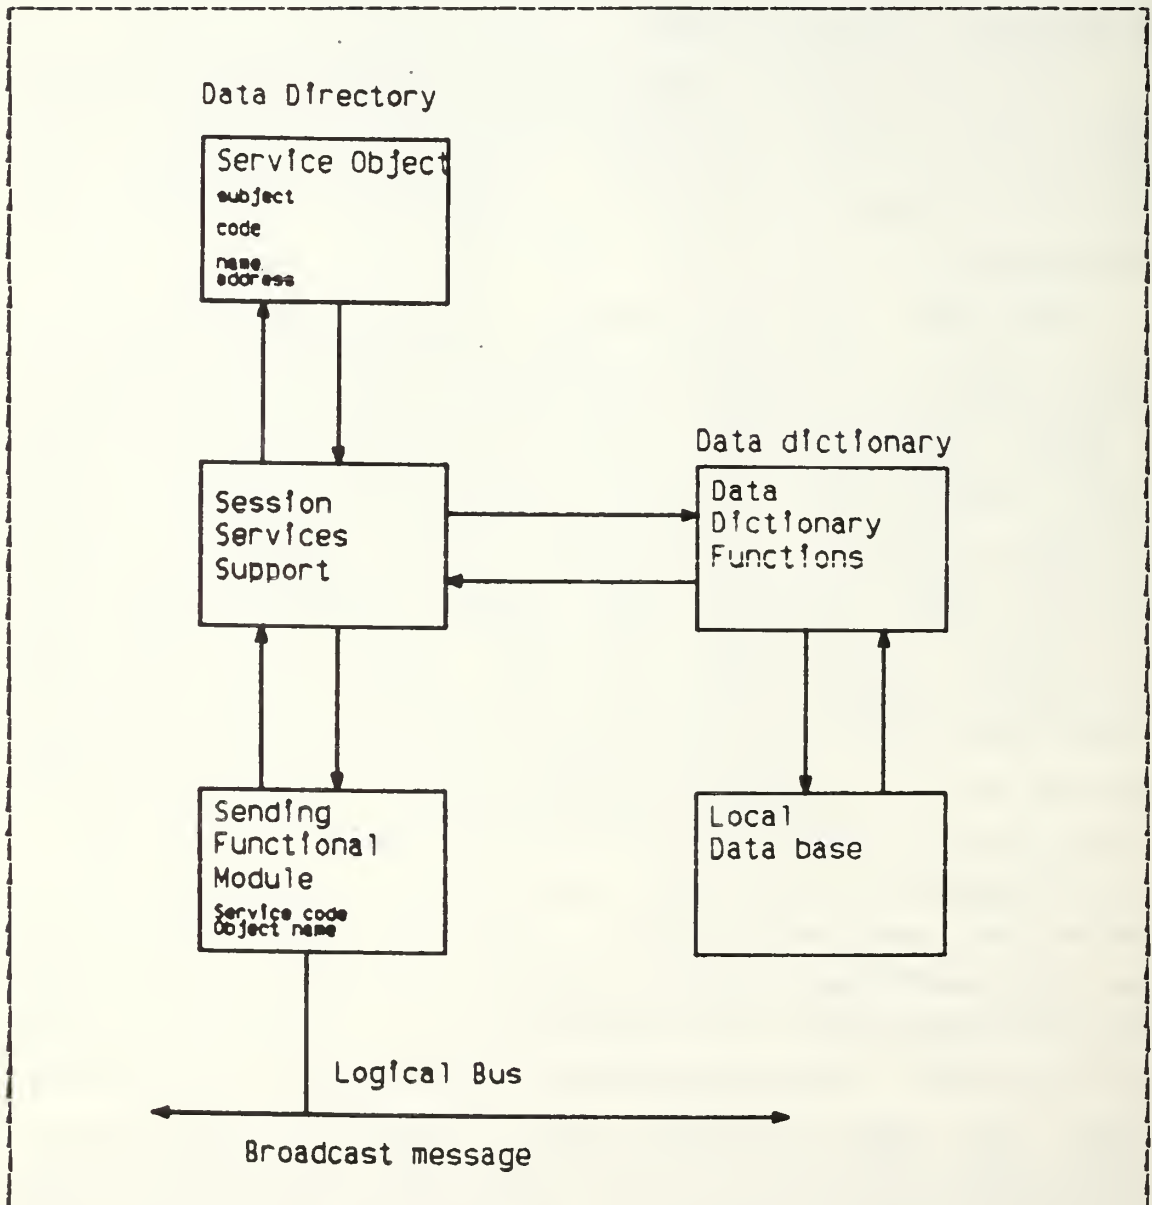 Data Directory
Service Object
subject
code
name
address
Session
Services
Support
Data dictionary
Data
Dictionary
Functions
Sending
Functional
Module
Service code
Object name
Local
Data base
Logical Bus
Broadcast message